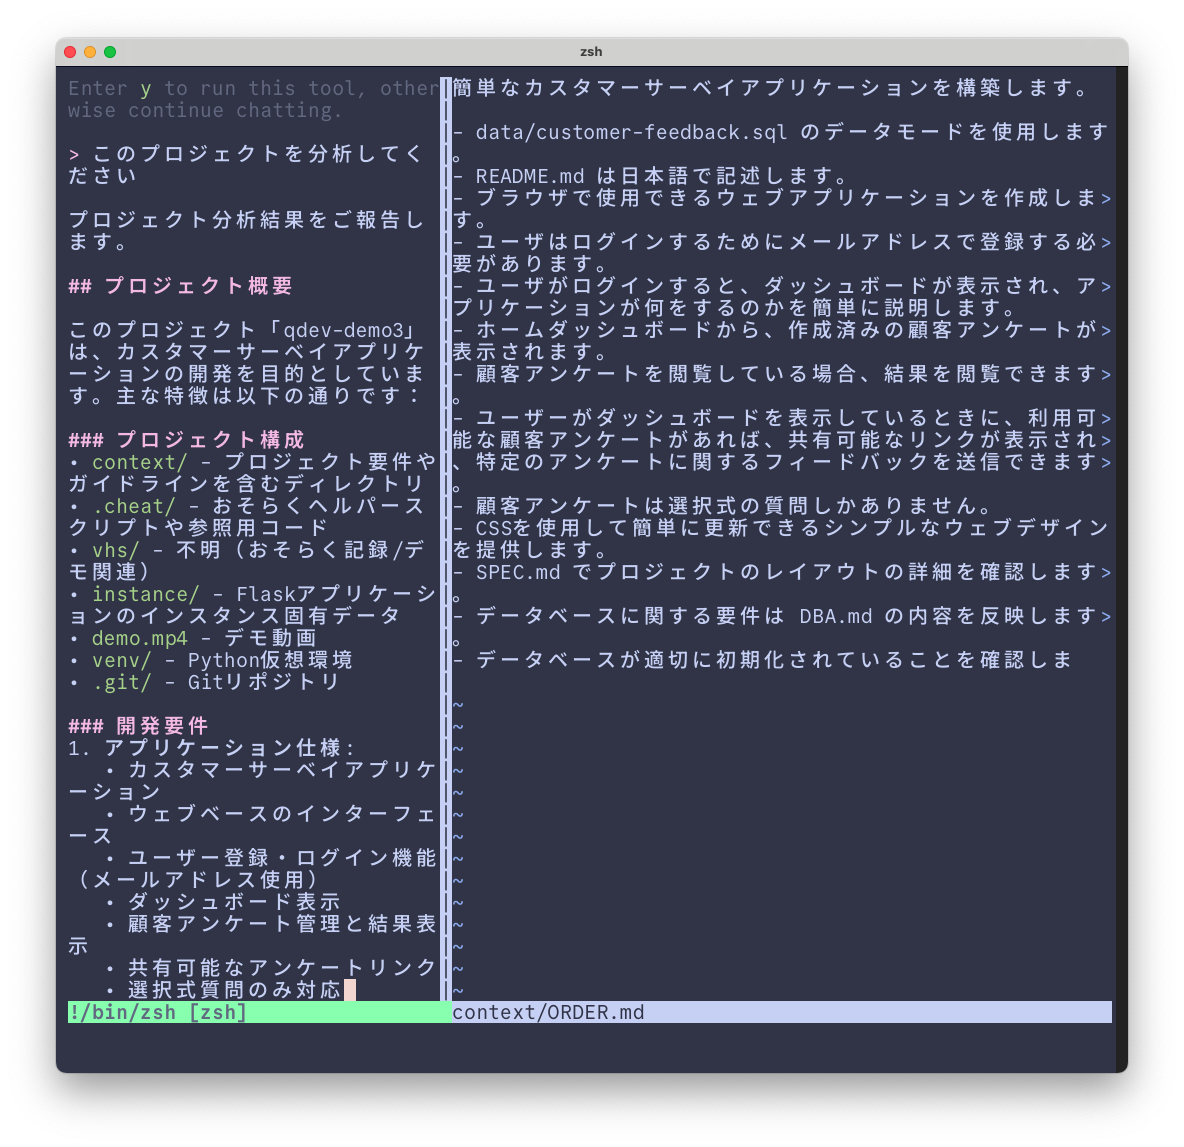 zsh
Enter y to run this tool, other
wise continue chatting.
> このプロジェクトを分析してく
ださい
プロジェクト分析結果をご報告し
ます。
## プロジェクト概要
このプロジェクト「qdev-demo3」
は、カスタマーサーベイアプリケ
ーションの開発を目的としていま
す。主な特徴は以下の通りです：
### プロジェクト構成
• context/ - プロジェクト要件や
ガイドラインを含むディレクトリ
• .cheat/ - おそらくヘルパース
クリプトや参照用コード
• vhs/ - 不明（おそらく記録/デ
モ関連）
• instance/ - Flaskアプリケーシ
ョンのインスタンス固有データ
• demo.mp4 - デモ動画
• venv/ - Python仮想環境
• .git/ - Gitリポジトリ
### 開発要件
1. アプリケーション仕様：
• カスタマーサーベイアプリケ
ーション
• ウェブベースのインターフェ
ース
• ユーザー登録・ログイン機能
（メールアドレス使用）
• ダッシュボード表示
• 顧客アンケート管理と結果表
示
• 共有可能なアンケートリンク
• 選択式質問のみ対応
!/bin/zsh [zsh]
簡単なカスタマーサーベイアプリケーションを構築します。
- data/customer-feedback.sql のデータモードを使用します
。
- README.md は日本語で記述します。
- ブラウザで使用できるウェブアプリケーションを作成しま>
す。
- ユーザはログインするためにメールアドレスで登録する必>
要があります。
- ユーザがログインすると、ダッシュボードが表示され、ア>
プリケーションが何をするのかを簡単に説明します。
- ホームダッシュボードから、作成済みの顧客アンケートが>
表示されます。
- 顧客アンケートを閲覧している場合、結果を閲覧できます>
。
- ユーザーがダッシュボードを表示しているときに、利用可>
能な顧客アンケートがあれば、共有可能なリンクが表示され>
、特定のアンケートに関するフィードバックを送信できます>
。
- 顧客アンケートは選択式の質問しかありません。
- CSSを使用して簡単に更新できるシンプルなウェブデザイン
を提供します。
- SPEC.md でプロジェクトのレイアウトの詳細を確認します>
。
- データベースに関する要件は DBA.md の内容を反映します>
。
- データベースが適切に初期化されていることを確認しま
~
~
~
~
~
~
~
~
~
~
~
~
~
~
context/ORDER.md